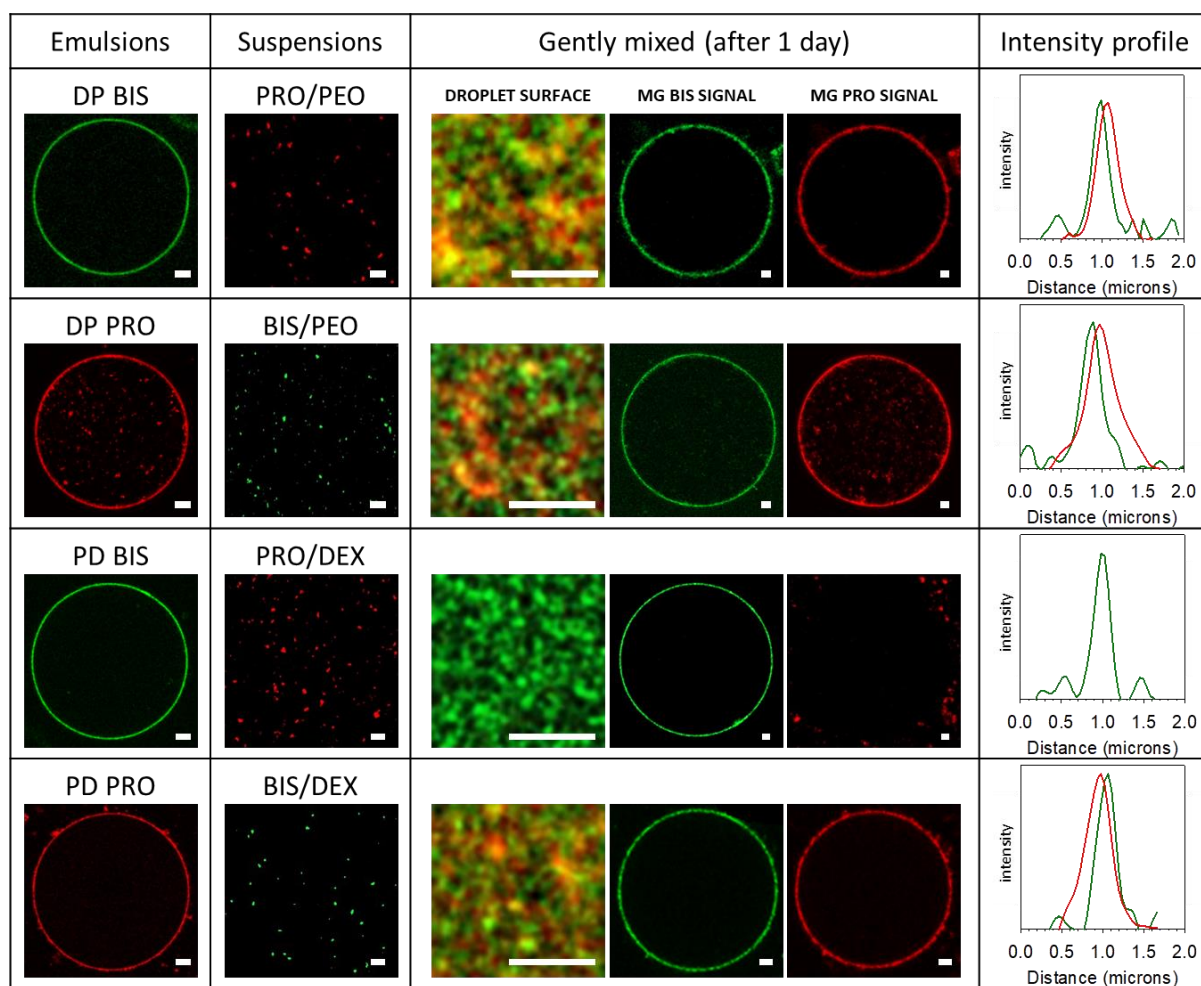 Emulsions Suspensions Gently mixed (after 1 day) Intensity profile
DP BIS PRO/PEO DROPLET SURFACE MG BIS SIGNAL MG PRO SIGNAL
intensity
0.0 0.5 1.0 1.5 2.0
Distance (microns)
DP PRO BIS/PEO
intensity
0.0 0.5 1.0 1.5 2.0
Distance (microns)
PD BIS PRO/DEX
intensity
0.0 0.5 1.0 1.5 2.0
Distance (microns)
PD PRO BIS/DEX
intensity
0.0 0.5 1.0 1.5 2.0
Distance (microns)